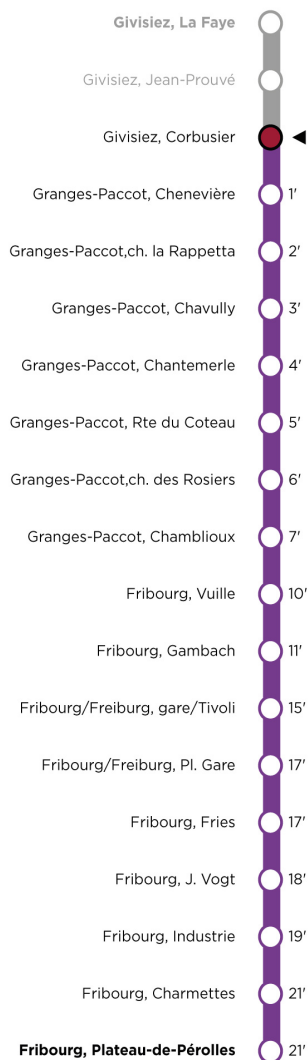 Givisiez, La Faye
Givisiez, Jean-Prouvé
Givisiez, Corbusier
Granges-Paccot, Chenevière 1'
Granges-Paccot,ch. la Rappetta 2'
Granges-Paccot, Chavully 3'
Granges-Paccot, Chantemerle 4'
Granges-Paccot, Rte du Coteau 5'
Granges-Paccot,ch. des Rosiers 6'
Granges-Paccot, Chamblioux 7'
Fribourg, Vuille 10'
Fribourg, Gambach 11'
Fribourg/Freiburg, gare/Tivoli 15'
Fribourg/Freiburg, Pl. Gare 17'
Fribourg, Fries 17'
Fribourg, J. Vogt 18'
Fribourg, Industrie 19'
Fribourg, Charmettes 21'
Fribourg, Plateau-de-Pérolles 21'